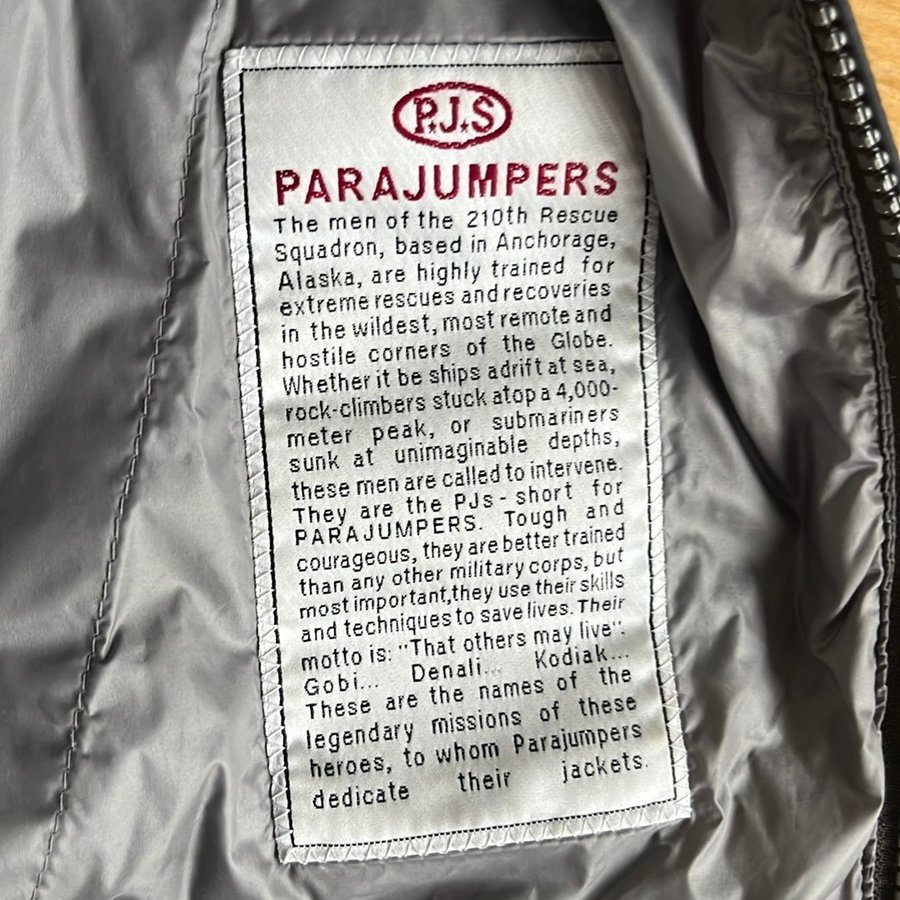 P.J.S
PARAJUMPERS
The men of the 210th Rescue
Squadron, based in Anchorage,
Alaska, are highly trained for
extreme rescues and recoveries
in the wildest, most remote and
hostile corners of the Globe.
Whether it be ships adrift at sea,
rock-climbers stuck atop a 4,000-
meter peak, or submariners
sunk at unimaginable depths,
these men are called to intervene.
They are the PJs - short for
PARAJUMPERS. Tough and
courageous, they are better trained
than any other military corps, but
most important,they use their skills
and techniques to save lives. Their
motto is: "That others may live".
Gobi... Denali... Kodiak...
These are the names of the
legendary missions of these
heroes, to whom Parajumpers
dedicate their jackets.